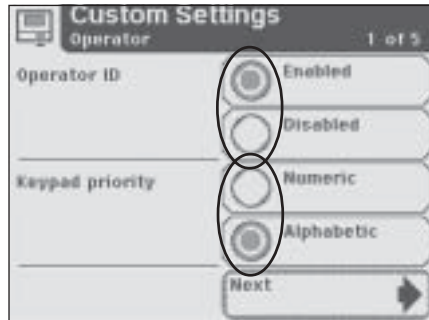 Custom Settings
Operator 1 of 5
Operator ID
Enabled
Disabled
Keypad priority
Numeric
Alphabetic
Next